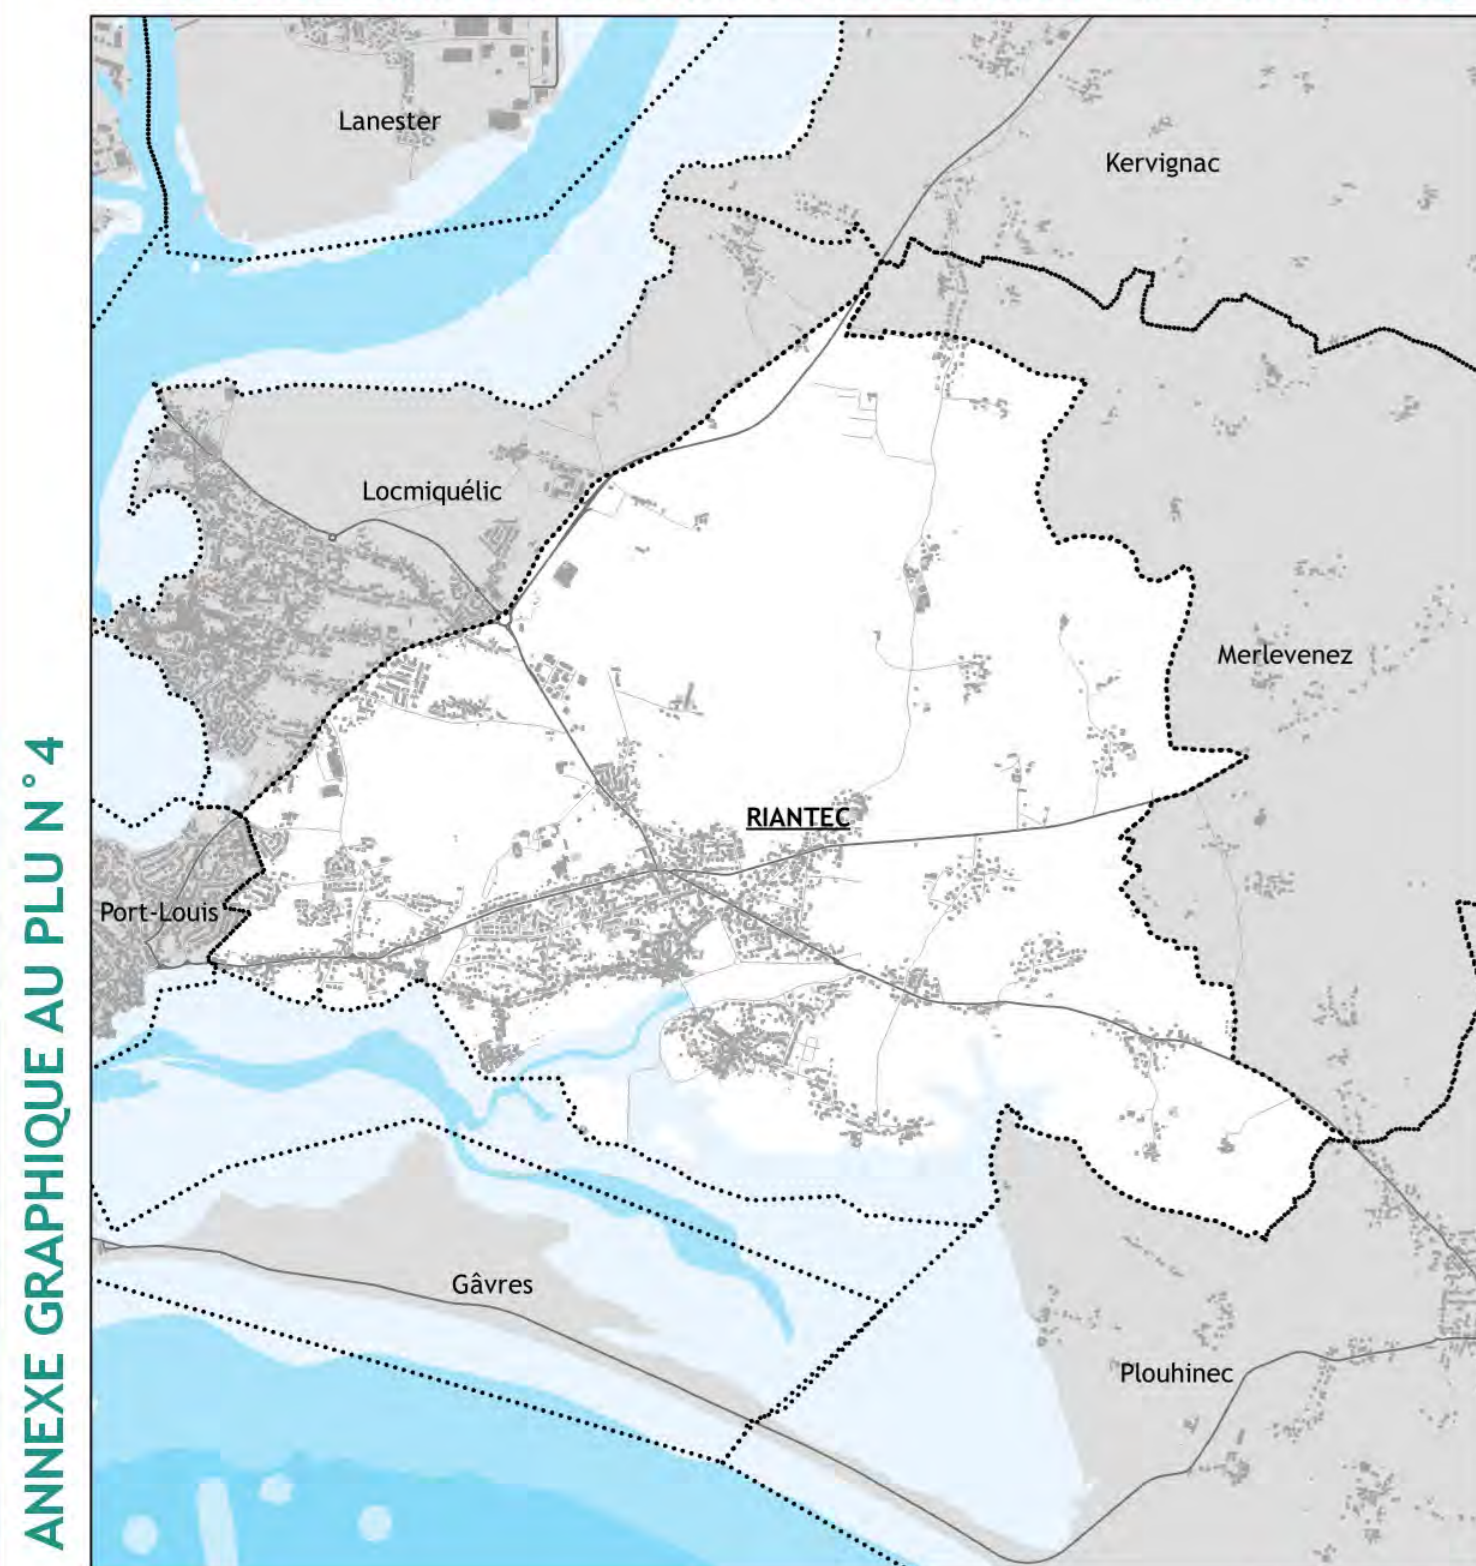 ANNEXE GRAPHIQUE AU PLU N°4
Lanester
Kervignac
Locmiquélic
Merlevenez
RIANTEC
Port-Louis
Gâvres
Plouhinec